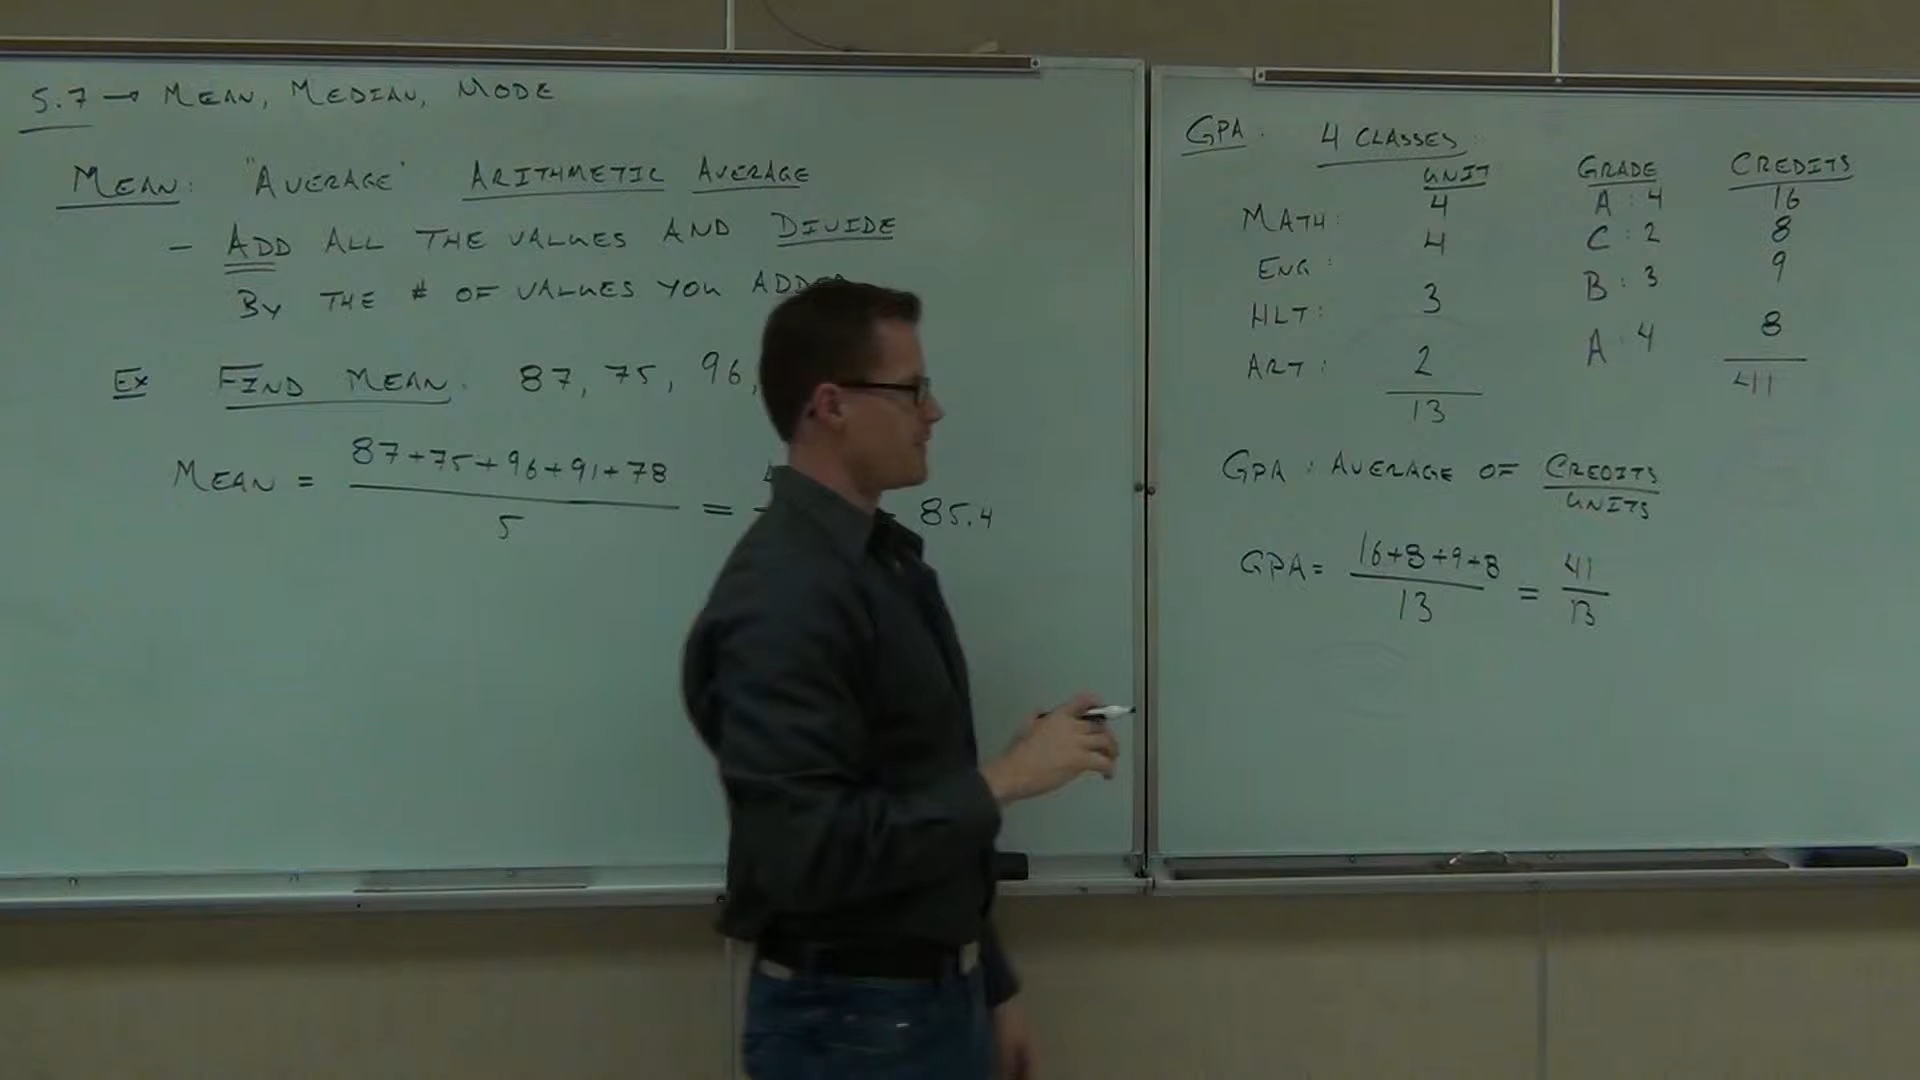 5.7 → MEAN, MEDIAN, MODE
MEAN: "AVERAGE" ARITHMETIC AVERAGE
- ADD ALL THE VALUES AND DIVIDE
BY THE # OF VALUES YOU
EX FIND MEAN: 87, 75, 96,
87+75+96+91+78
MEAN = =
5
85.4
GPA: 4 CLASSES:
UNIT GRADE CREDITS
MATH: 4 A:4 16
ENG: 4 C:2 8
HLT: 3 B:3 9
ART: 2 A:4 8
13 41
GPA: AVERAGE OF CREDITS
UNITS
GPA = 16+8+9+8 = 41
13 13